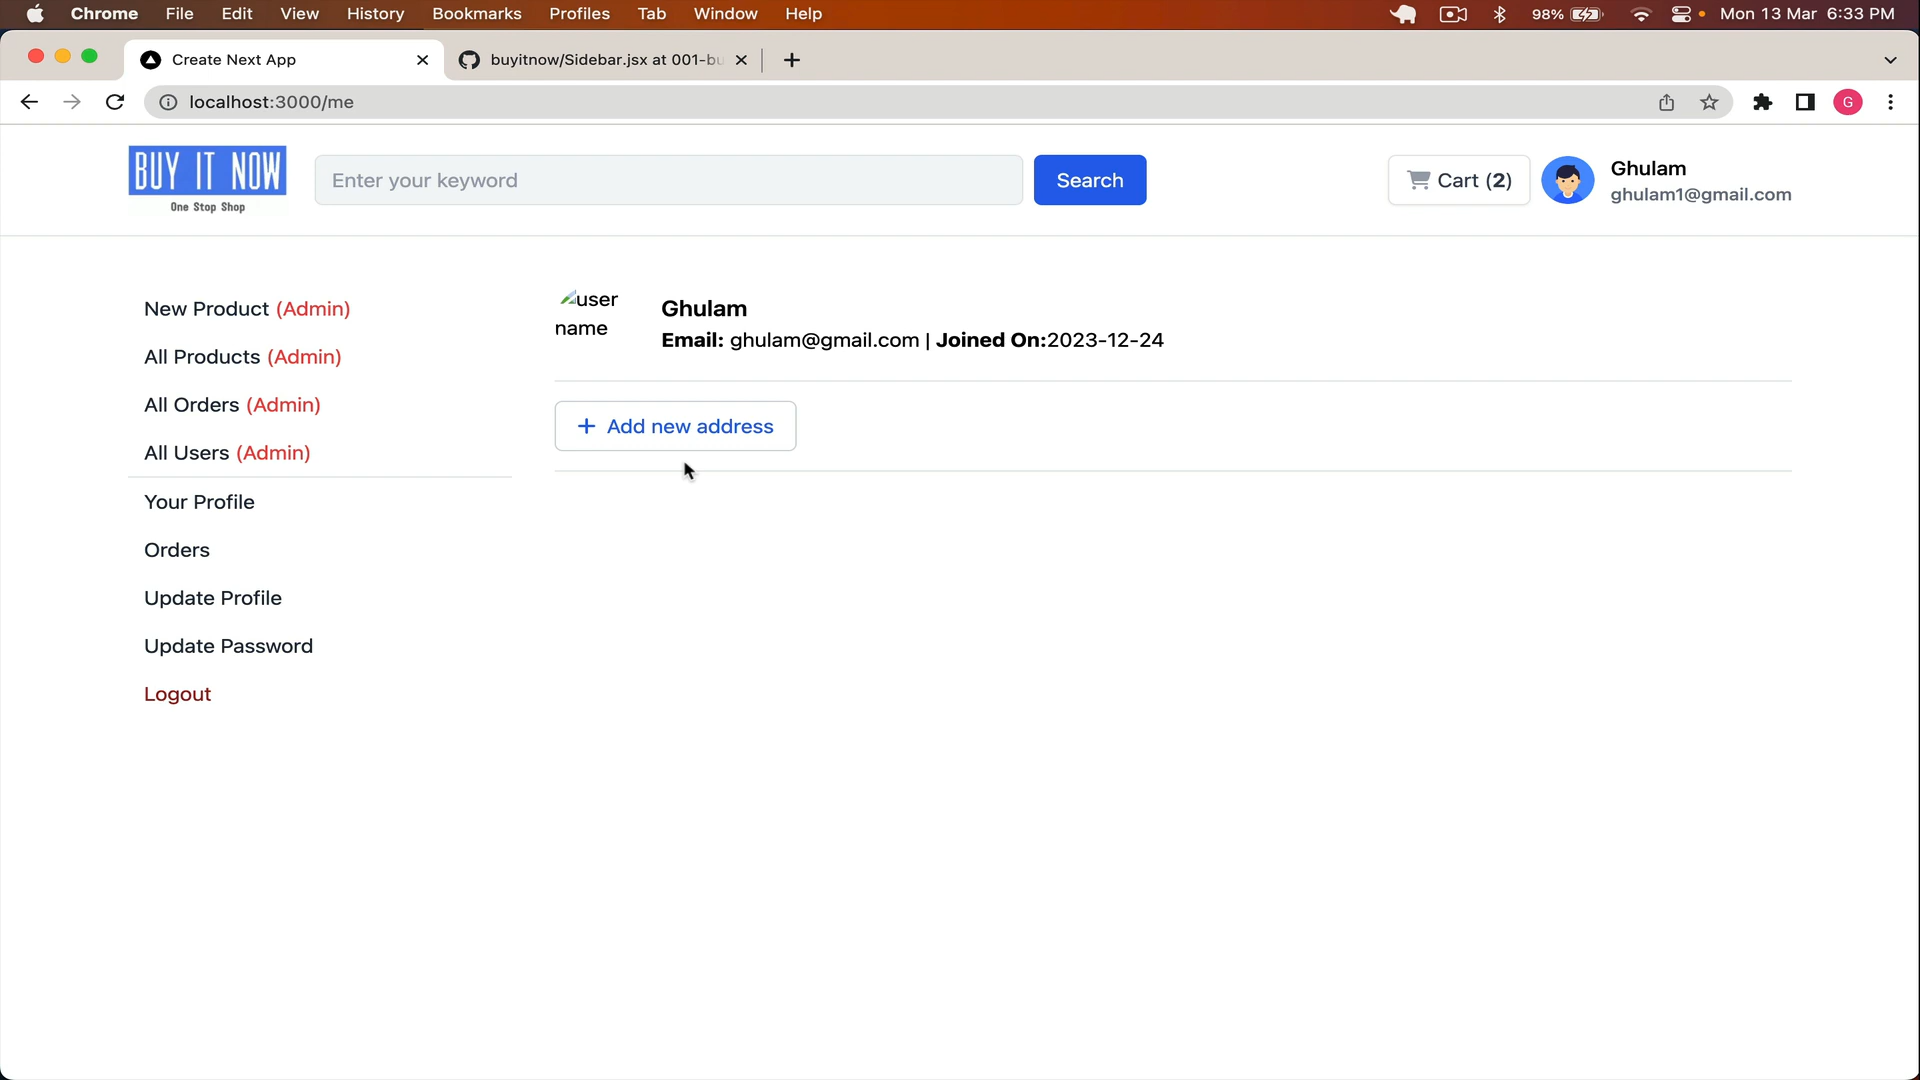 Chrome File Edit View History Bookmarks Profiles Tab Window Help 98% Mon 13 Mar 6:33 PM
Create Next App buyitnow/Sidebar.jsx at 001-bu
localhost:3000/me G
BUY IT NOW
One Stop Shop
Enter your keyword
Search
Cart (2)
Ghulam
ghulam1@gmail.com
New Product (Admin)
All Products (Admin)
All Orders (Admin)
All Users (Admin)
Your Profile
Orders
Update Profile
Update Password
Logout
user
name
Ghulam
Email: ghulam@gmail.com | Joined On:2023-12-24
+ Add new address